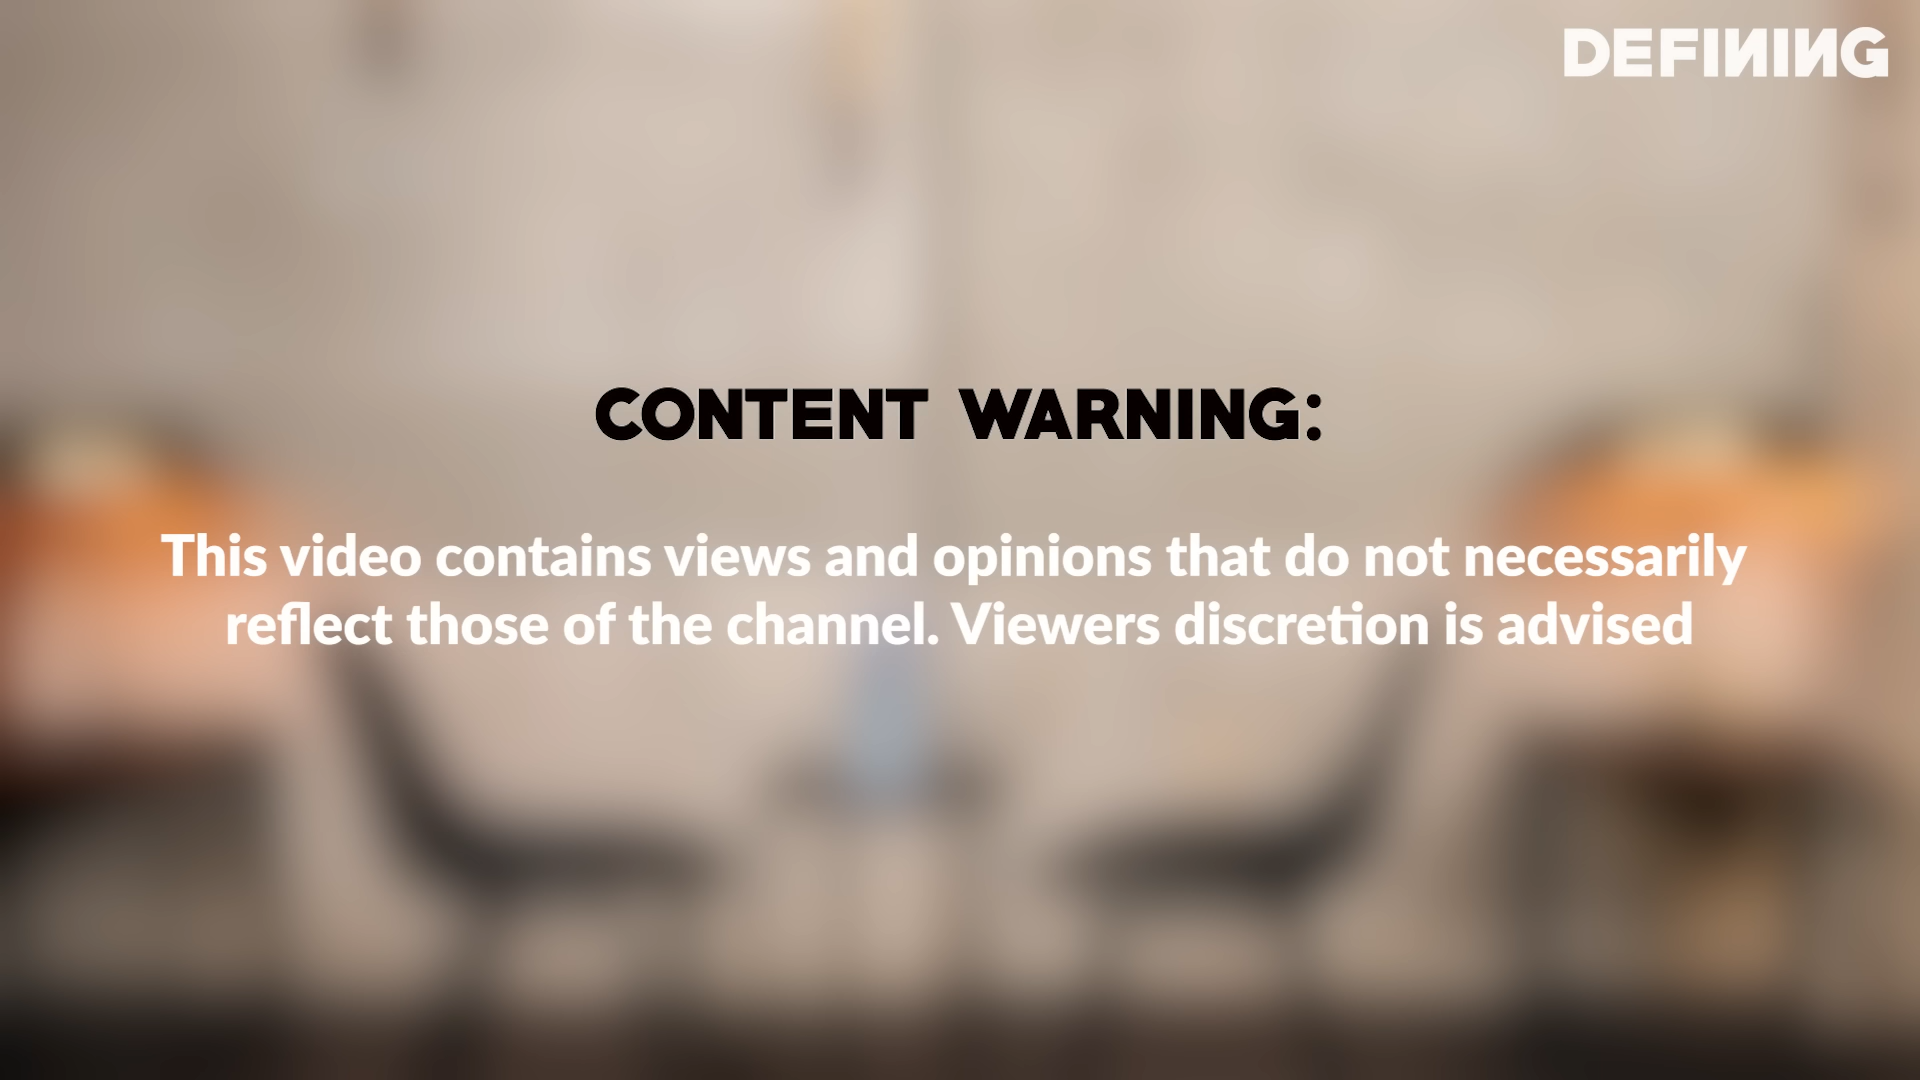 DEFINING
CONTENT WARNING:
This video contains views and opinions that do not necessarily
reflect those of the channel. Viewers discretion is advised